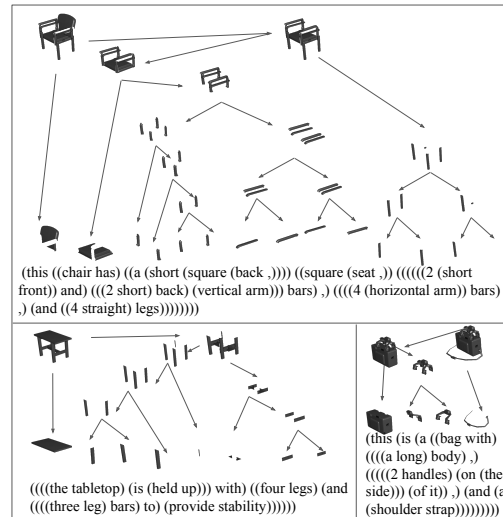 (this ((chair has) ((a (short (square (back ,)))) ((square (seat ,)) ((((((2 (short
front)) and) (((2 short) back) (vertical arm))) bars) ,) ((((4 (horizontal arm)) bars)
,) (and ((4 straight) legs))))))))
((((the tabletop) (is (held up))) with) ((four legs) (and
((((three leg) bars) to) (provide stability))))))
(this (is (a ((bag with)
((((a long) body) ,)
(((((2 handles) (on (the
side))) (of it)) ,) (and (a
(shoulder strap)))))))))